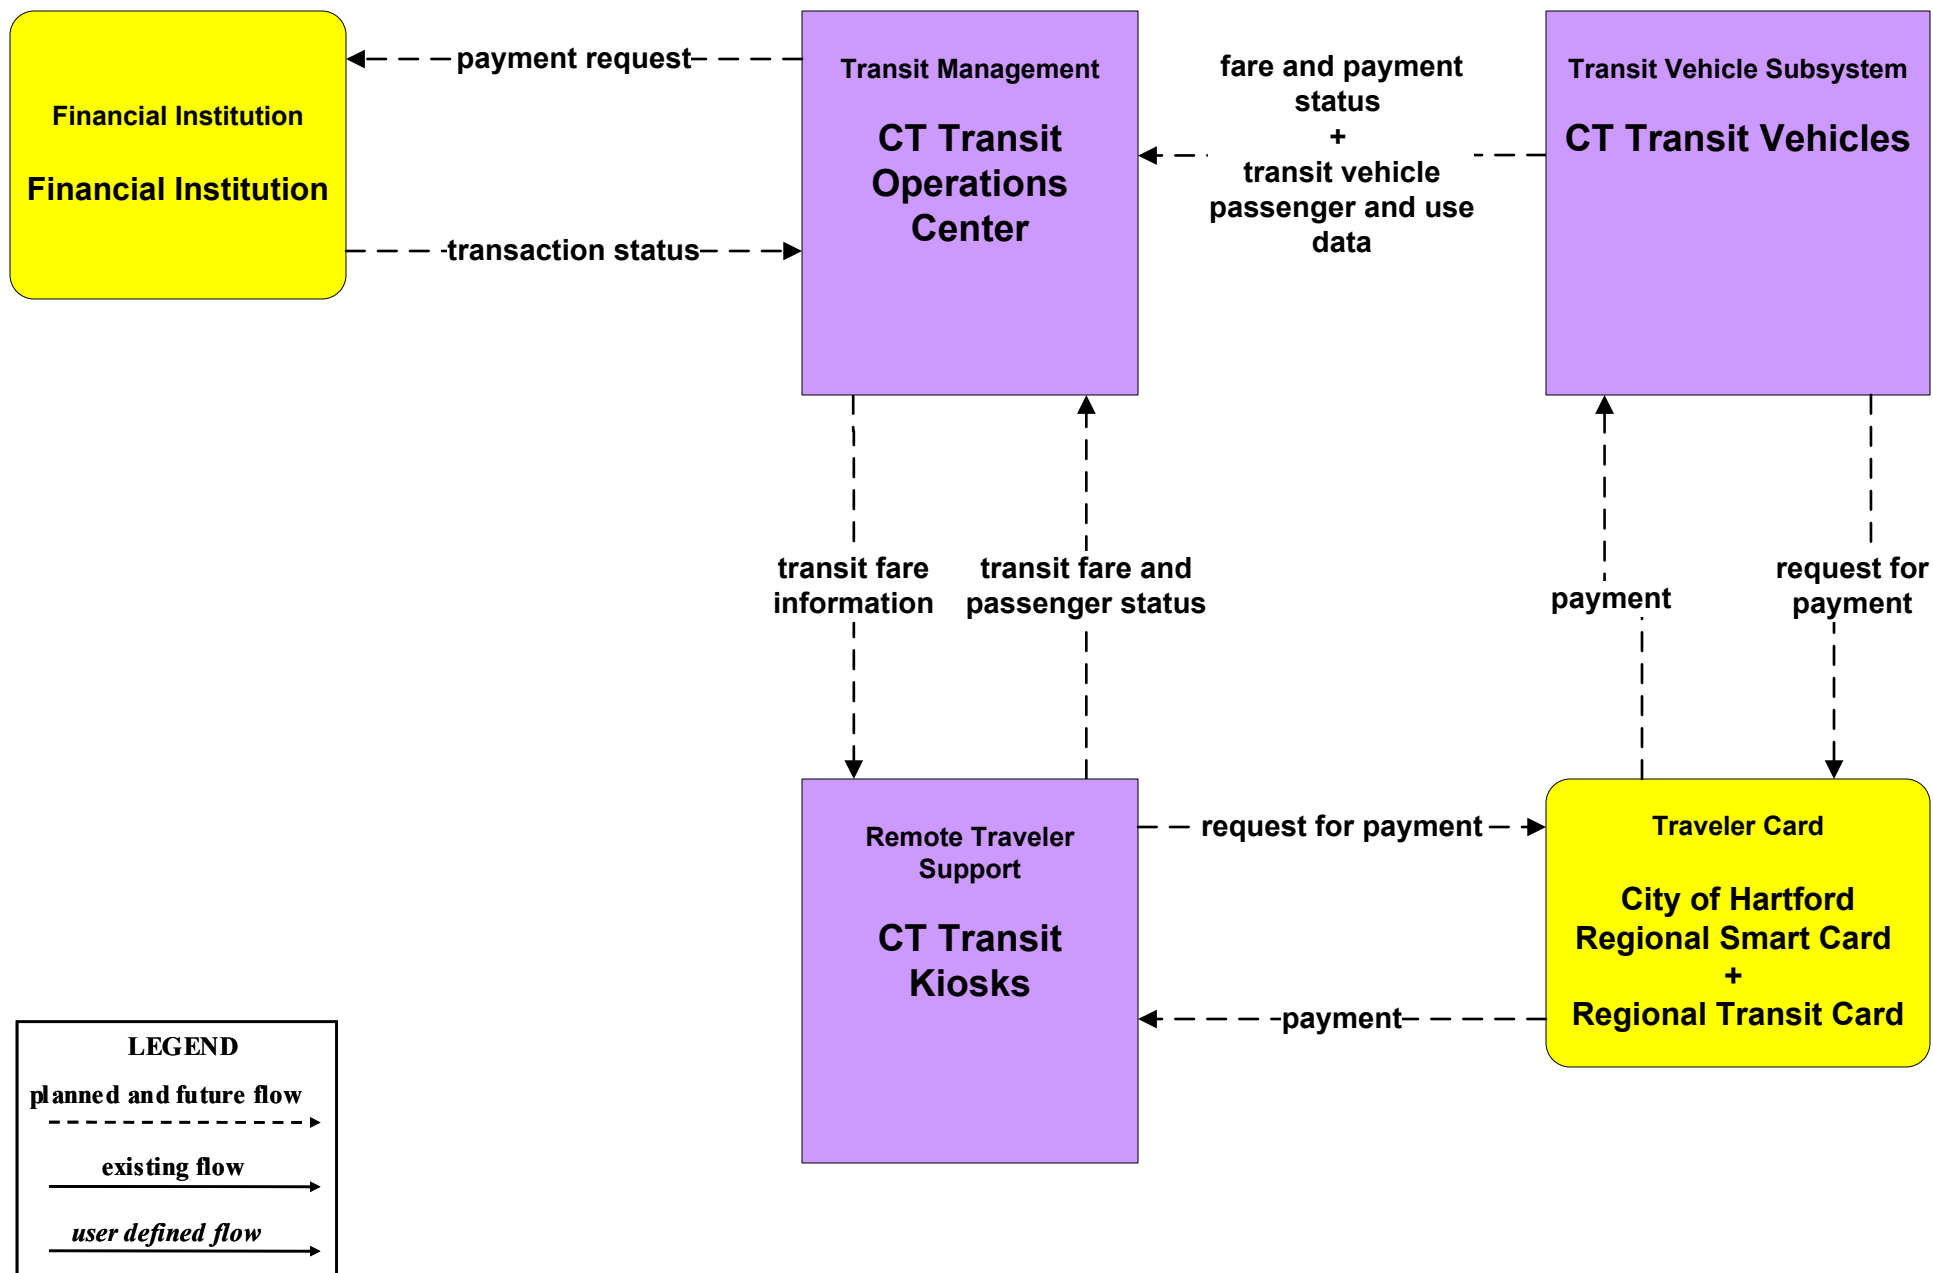 Financial Institution
Financial Institution
payment request
transaction status
Transit Management
CT Transit
Operations
Center
fare and payment
status
+
transit vehicle
passenger and use
data
Transit Vehicle Subsystem
CT Transit Vehicles
transit fare
information
transit fare and
passenger status
payment
request for
payment
Remote Traveler
Support
CT Transit
Kiosks
request for payment
payment
Traveler Card
City of Hartford
Regional Smart Card
+
Regional Transit Card
LEGEND
planned and future flow
existing flow
user defined flow